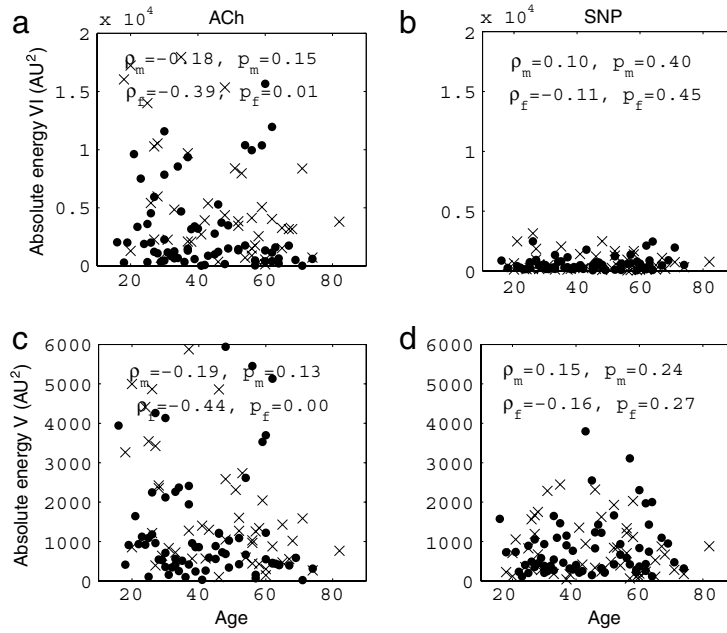 a
x 10⁴
ACh
Absolute energy VI (AU²)
2
1.5
1
0.5
0
ρm=-0.18, pm=0.15
ρf=-0.39, pf=0.01
20 40 60 80
b
x 10⁴
SNP
2
1.5
1
0.5
0
ρm=0.10, pm=0.40
ρf=-0.11, pf=0.45
20 40 60 80
c
Absolute energy V (AU²)
6000
5000
4000
3000
2000
1000
0
ρm=-0.19, pm=0.13
ρf=-0.44, pf=0.00
20 40 60 80
Age
d
6000
5000
4000
3000
2000
1000
0
ρm=0.15, pm=0.24
ρf=-0.16, pf=0.27
20 40 60 80
Age